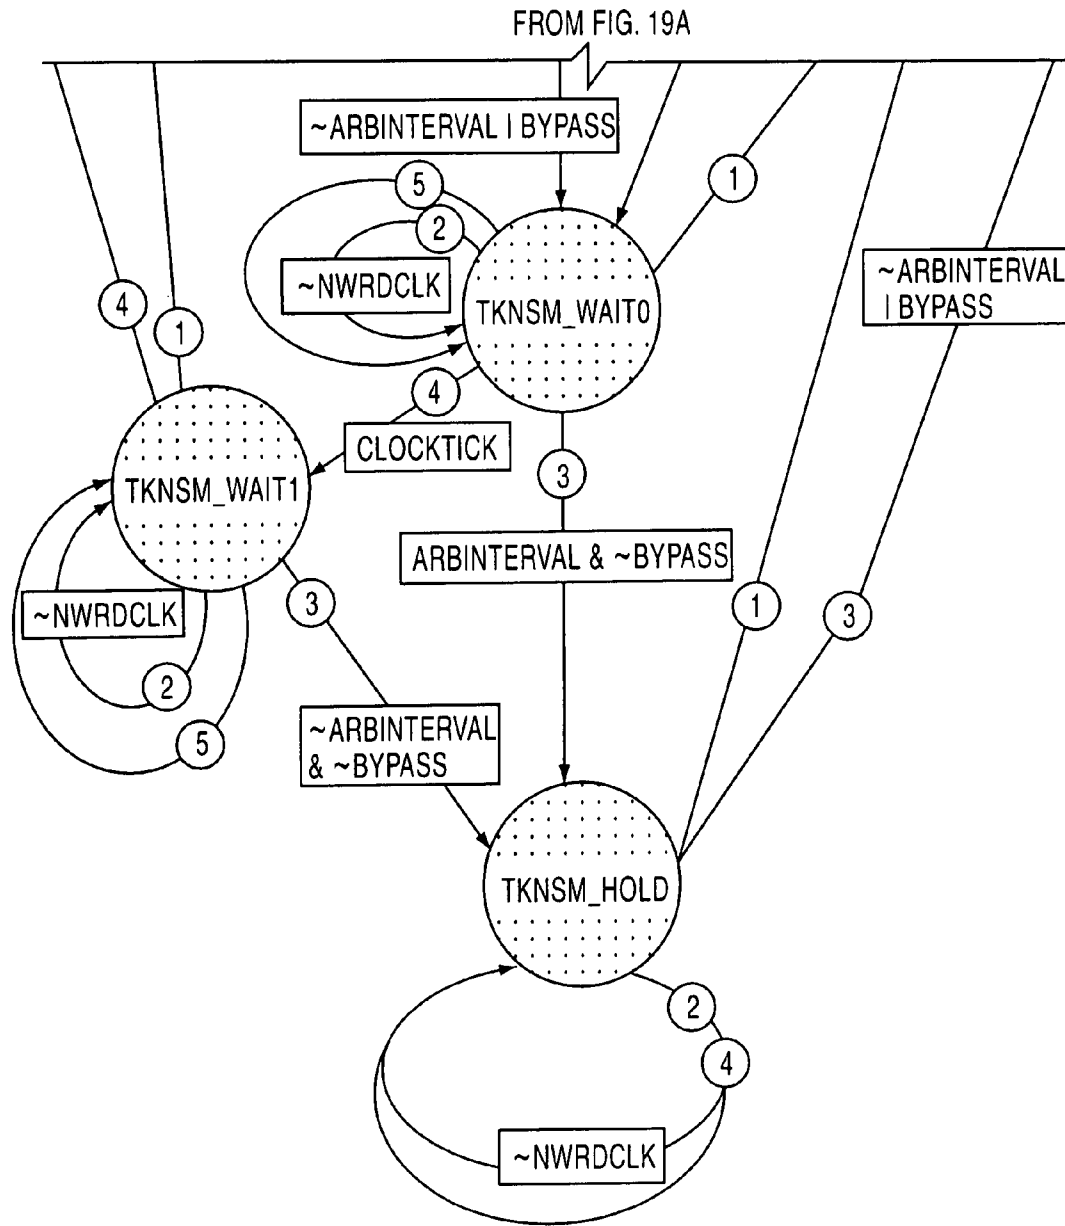 FROM FIG. 19A
~ARBINTERVAL | BYPASS
5
1
2
~NWRDCLK
TKNSM_WAIT0
~ARBINTERVAL
| BYPASS
4
1
4
CLOCKTICK
3
TKNSM_WAIT1
ARBINTERVAL & ~BYPASS
~NWRDCLK
3
1
3
2
5
~ARBINTERVAL
& ~BYPASS
TKNSM_HOLD
2
4
~NWRDCLK